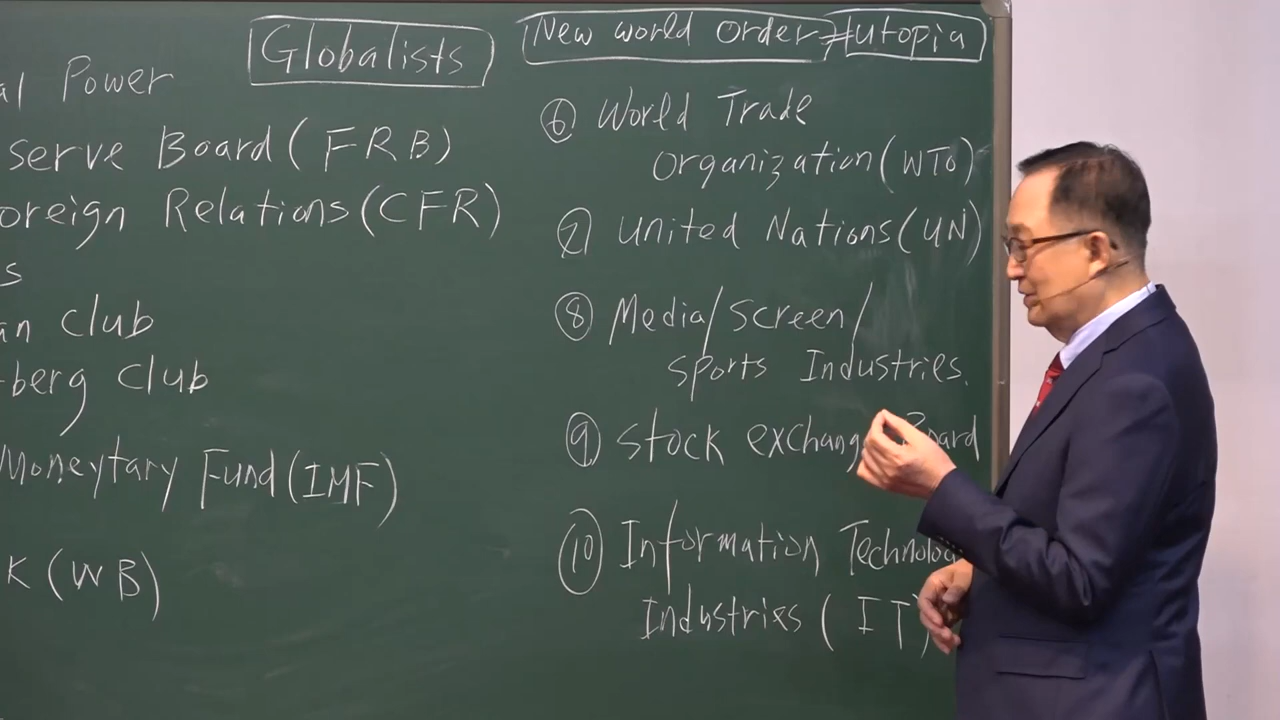 Globalists
al Power
serve Board (FRB)
oreign Relations (CFR)
s
an Club
berg Club
Moneytary Fund (IMF)
K (WB)
New world order ≠ utopia
⑥ World Trade
Organization (WTO)
⑦ United Nations (UN)
⑧ Media/Screen/
Sports Industries.
⑨ Stock exchang Board
⑩ Information Technolog
Industries (IT)